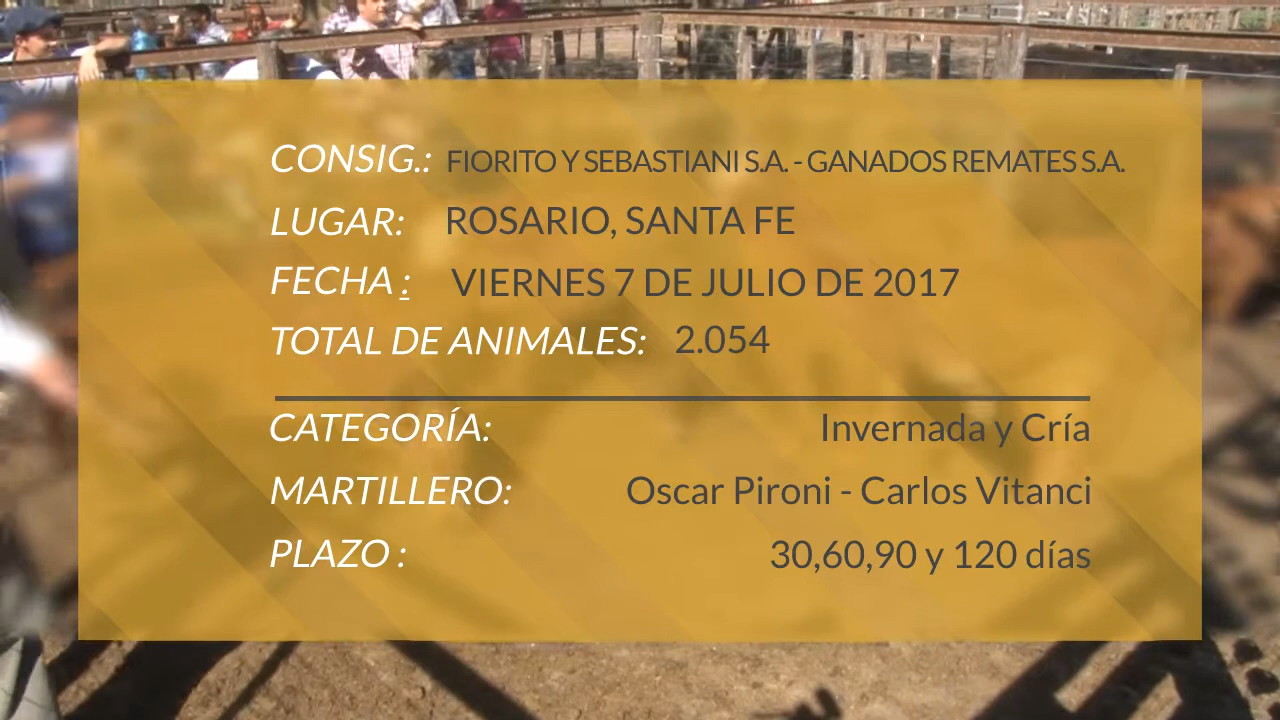 CONSIG.: FIORITO Y SEBASTIANI S.A. - GANADOS REMATES S.A.
LUGAR: ROSARIO, SANTA FE
FECHA : VIERNES 7 DE JULIO DE 2017
TOTAL DE ANIMALES: 2.054
CATEGORÍA: Invernada y Cría
MARTILLERO: Oscar Pironi - Carlos Vitanci
PLAZO : 30,60,90 y 120 días